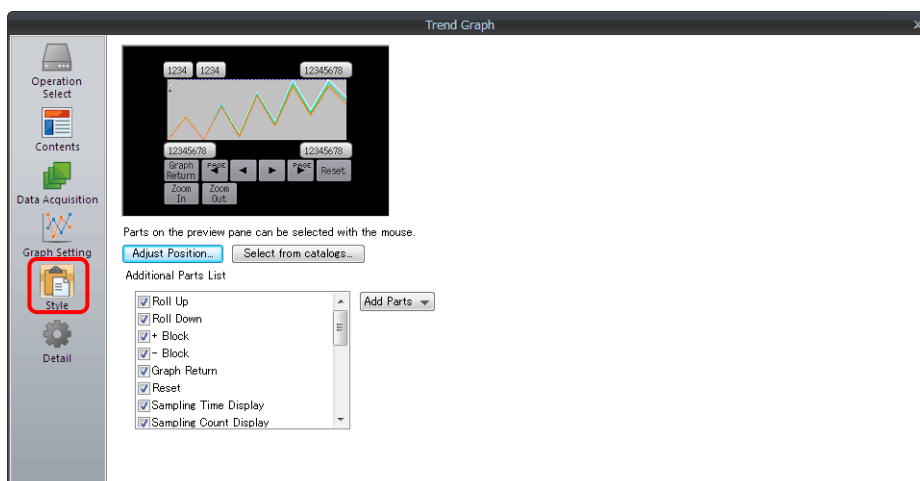 Trend Graph
Operation
Select
Contents
Data Acquisition
Graph Setting
Style
Detail
1234 1234 12345678
12345678 12345678
Graph
Return
PAGE
PAGE
Reset
Zoom
In
Zoom
Out
Parts on the preview pane can be selected with the mouse.
Adjust Position... Select from catalogs...
Additional Parts List
Roll Up
Add Parts
Roll Down
+ Block
- Block
Graph Return
Reset
Sampling Time Display
Sampling Count Display